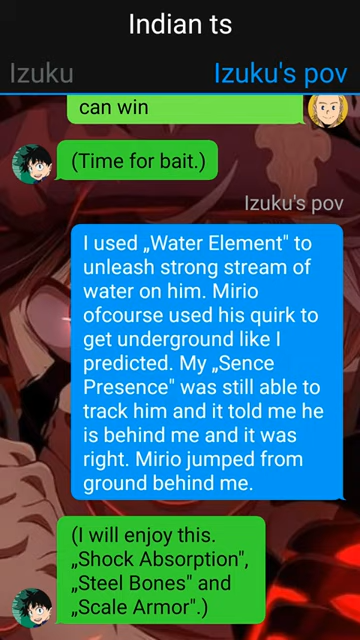 Indian ts
Izuku
Izuku's pov
can win
(Time for bait.)
Izuku's pov
I used „Water Element" to
unleash strong stream of
water on him. Mirio
ofcourse used his quirk to
get underground like I
predicted. My „Sence
Presence" was still able to
track him and it told me he
is behind me and it was
right. Mirio jumped from
ground behind me.
(I will enjoy this.
„Shock Absorption",
„Steel Bones" and
„Scale Armor".)